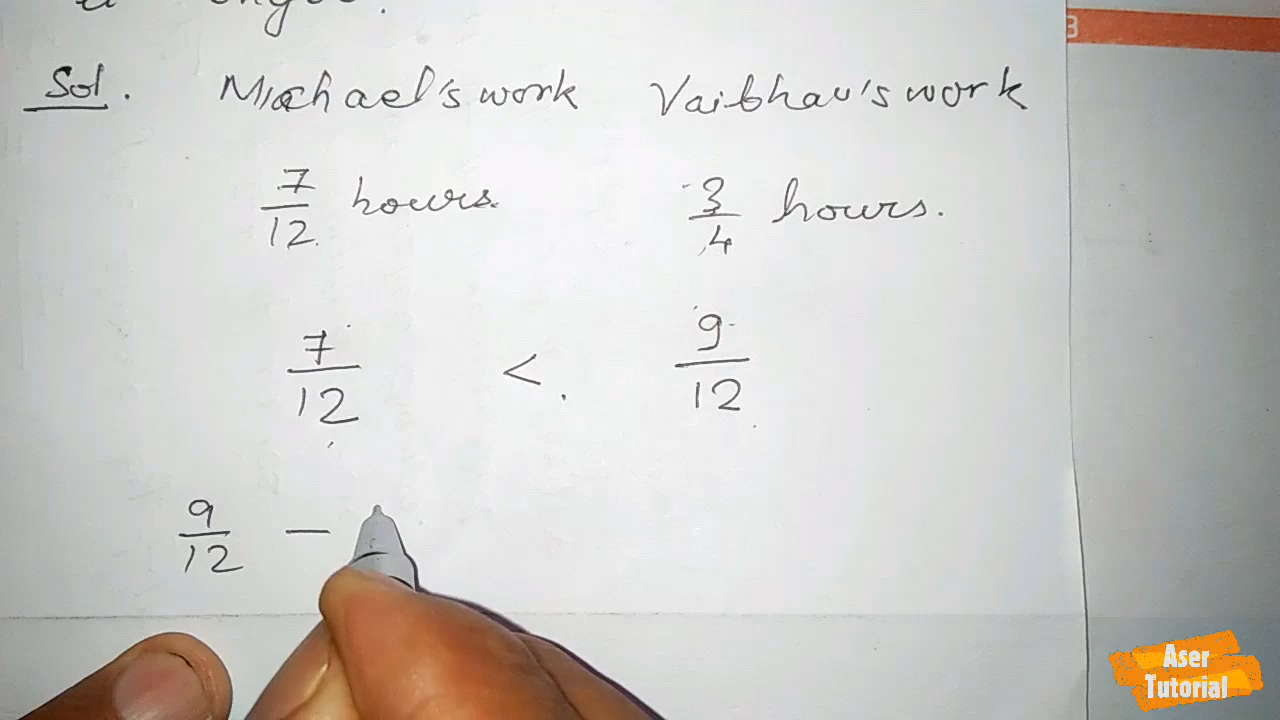 Sol. Michael's work Vaibhav's work
7/12 hours. 3/4 hours.
7/12 < 9/12
9/12 −
3
Aser
Tutorial